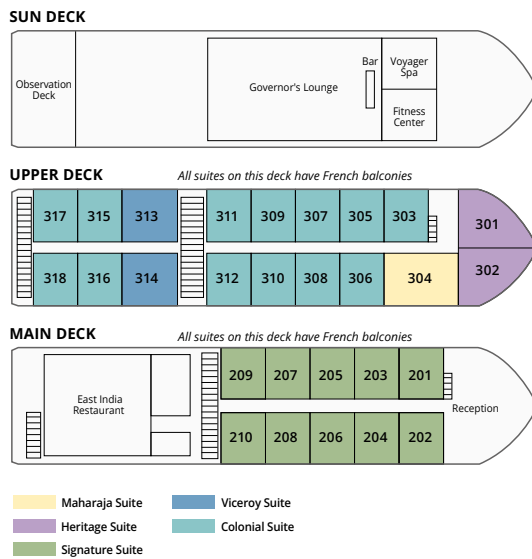 SUN DECK
Observation
Deck
Governor's Lounge
Bar
Voyager
Spa
Fitness
Center
UPPER DECK
All suites on this deck have French balconies
317 315 313 311 309 307 305 303 301
318 316 314 312 310 308 306 304 302
MAIN DECK
All suites on this deck have French balconies
East India
Restaurant
209 207 205 203 201
Reception
210 208 206 204 202
Maharaja Suite
Viceroy Suite
Heritage Suite
Colonial Suite
Signature Suite